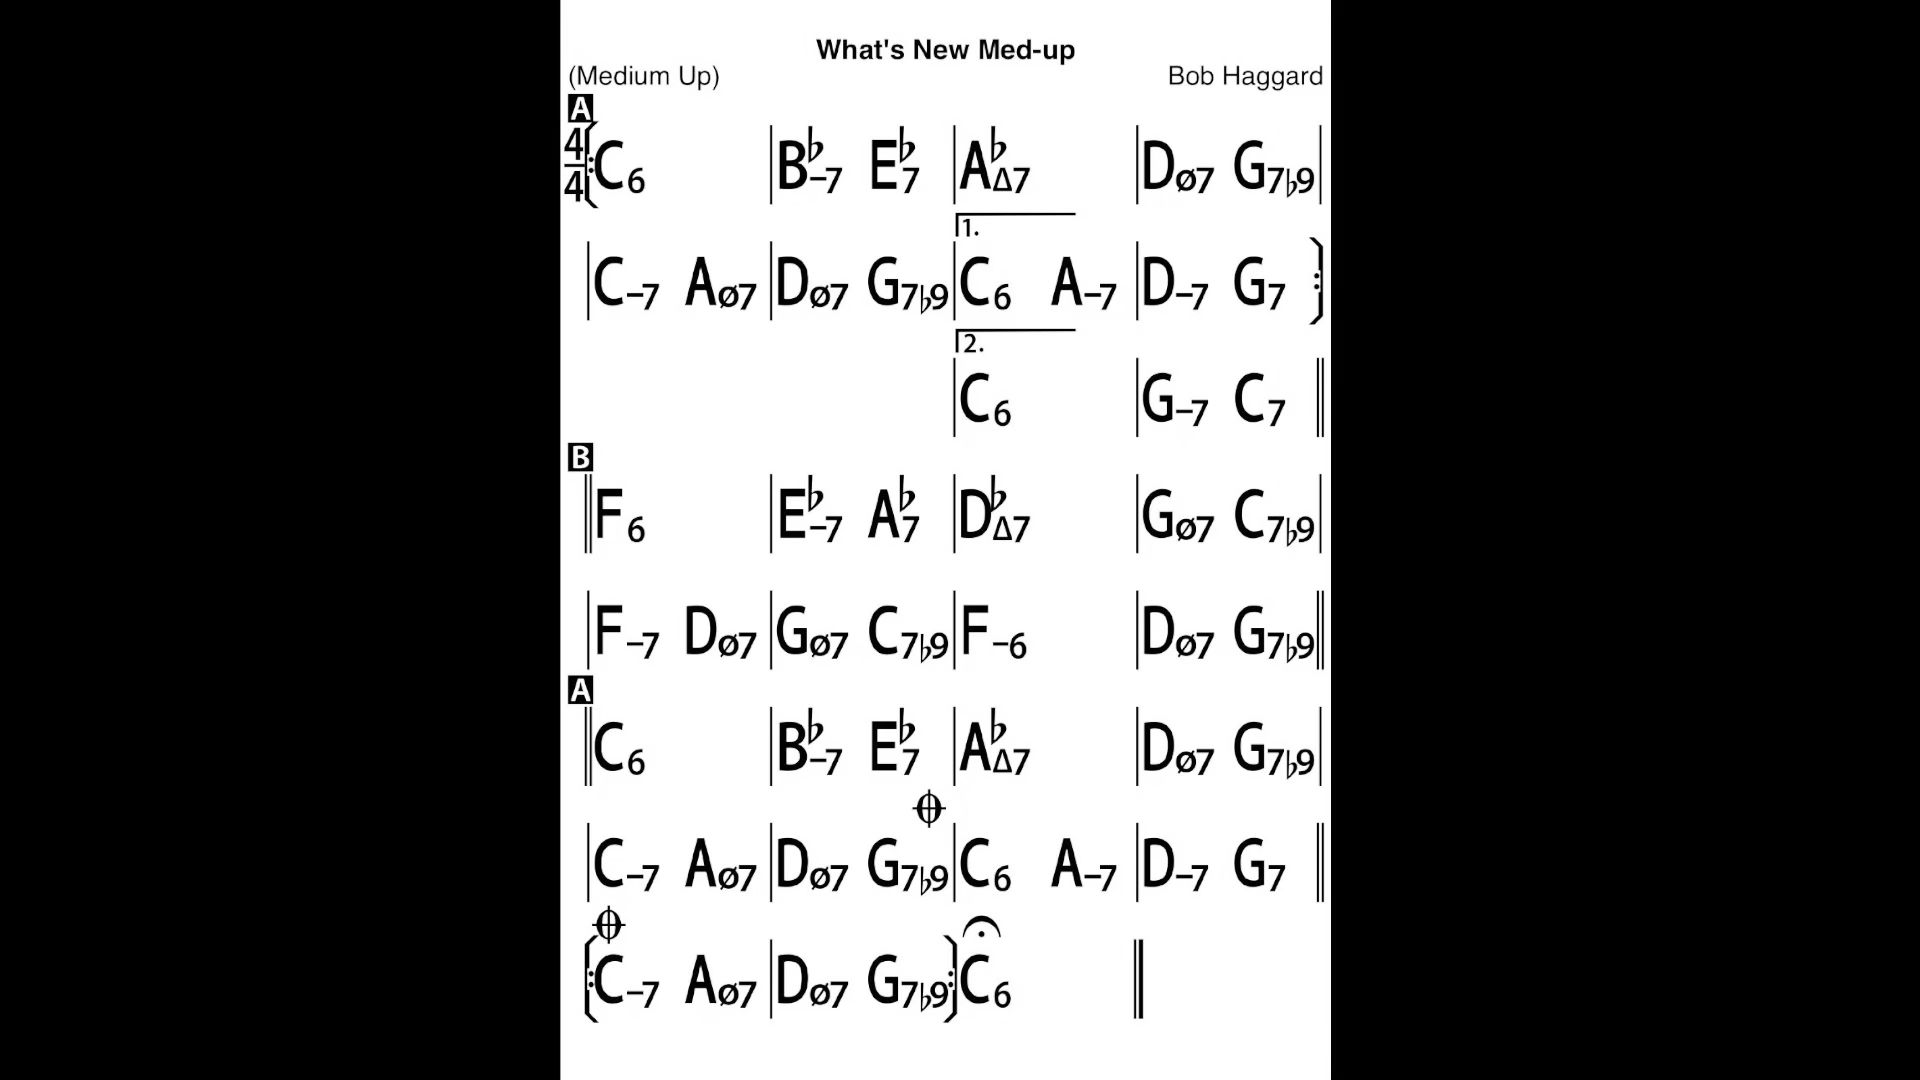 What's New Med-up
(Medium Up) Bob Haggard
A
4/4 C6 | B♭–7 E♭7 | A♭Δ7 | Dø7 G7♭9 |
1.
| C–7 Aø7 | Dø7 G7♭9 | C6 A–7 | D–7 G7
2.
| C6 | G–7 C7
B
F6 | E♭–7 A♭7 | D♭Δ7 | Gø7 C7♭9 |
| F–7 Dø7 | Gø7 C7♭9 | F–6 | Dø7 G7♭9
A
C6 | B♭–7 E♭7 | A♭Δ7 | Dø7 G7♭9 |
| C–7 Aø7 | Dø7 G7♭9 | C6 A–7 | D–7 G7
C–7 Aø7 | Dø7 G7♭9 C6